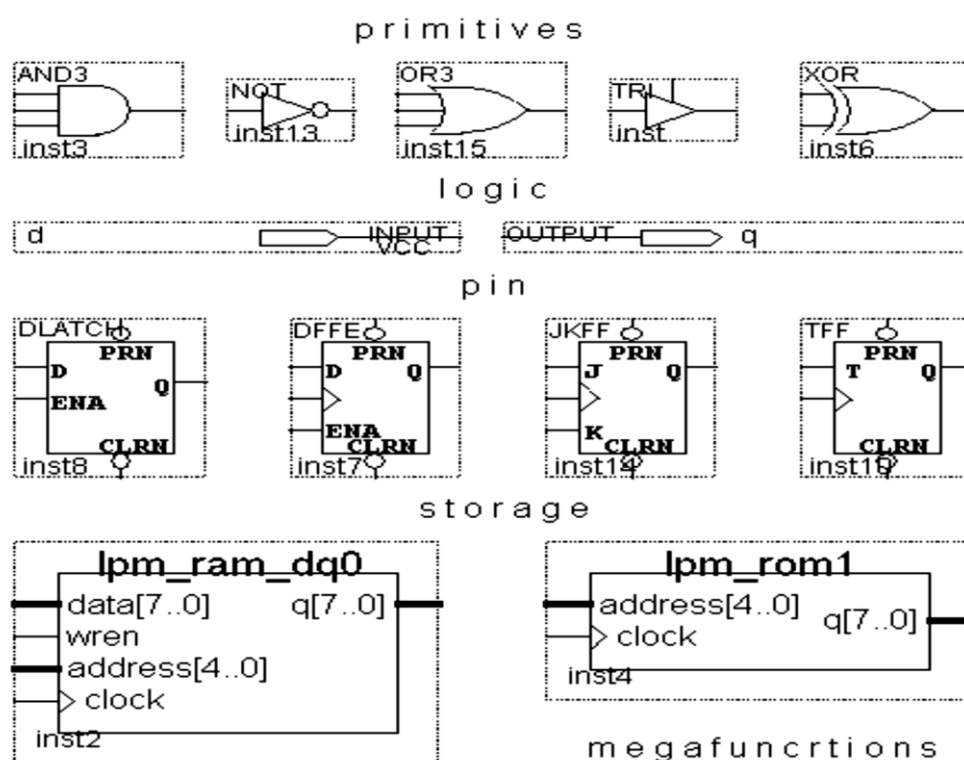 primitives
AND3 NOT OR3 TRI XOR
inst3 inst13 inst15 inst inst6
logic
d INPUT VCC OUTPUT q
pin
DLATCH DFFE JKFF TFF
PRN PRN PRN PRN
D Q D Q J Q T Q
ENA ENA K
CLRN CLRN CLRN CLRN
inst8 inst7 inst14
storage
lpm_ram_dq0 lpm_rom1
data[7..0] q[7..0] address[4..0] q[7..0]
wren clock
address[4..0] inst4
clock
inst2
megafuncrtions